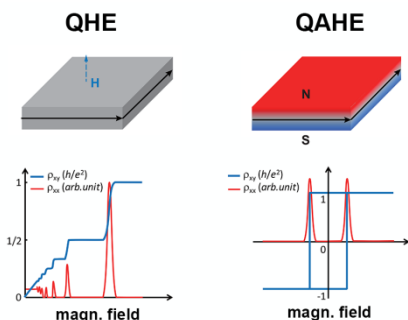 QHE
H
ρxy (h/e²)
ρxx (arb.unit)
1
1/2
0
magn. field
QAHE
N
S
ρxy (h/e²)
ρxx (arb.unit)
1
0
-1
magn. field